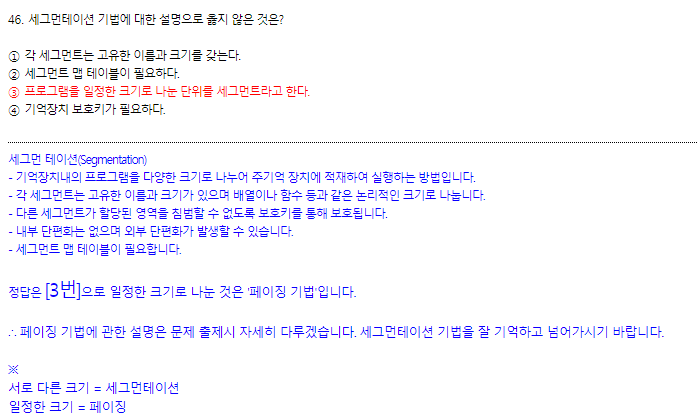 46. 세그먼테이션 기법에 대한 설명으로 옳지 않은 것은?
① 각 세그먼트는 고유한 이름과 크기를 갖는다.
② 세그먼트 맵 테이블이 필요하다.
③ 프로그램을 일정한 크기로 나눈 단위를 세그먼트라고 한다.
④ 기억장치 보호키가 필요하다.
세그먼 테이션(Segmentation)
- 기억장치내의 프로그램을 다양한 크기로 나누어 주기억 장치에 적재하여 실행하는 방법입니다.
- 각 세그먼트는 고유한 이름과 크기가 있으며 배열이나 함수 등과 같은 논리적인 크기로 나눕니다.
- 다른 세그먼트가 할당된 영역을 침범할 수 없도록 보호키를 통해 보호됩니다.
- 내부 단편화는 없으며 외부 단편화가 발생할 수 있습니다.
- 세그먼트 맵 테이블이 필요합니다.
정답은 [3번]으로 일정한 크기로 나눈 것은 '페이징 기법'입니다.
∴ 페이징 기법에 관한 설명은 문제 출제시 자세히 다루겠습니다. 세그먼테이션 기법을 잘 기억하고 넘어가시기 바랍니다.
※
서로 다른 크기 = 세그먼테이션
일정한 크기 = 페이징